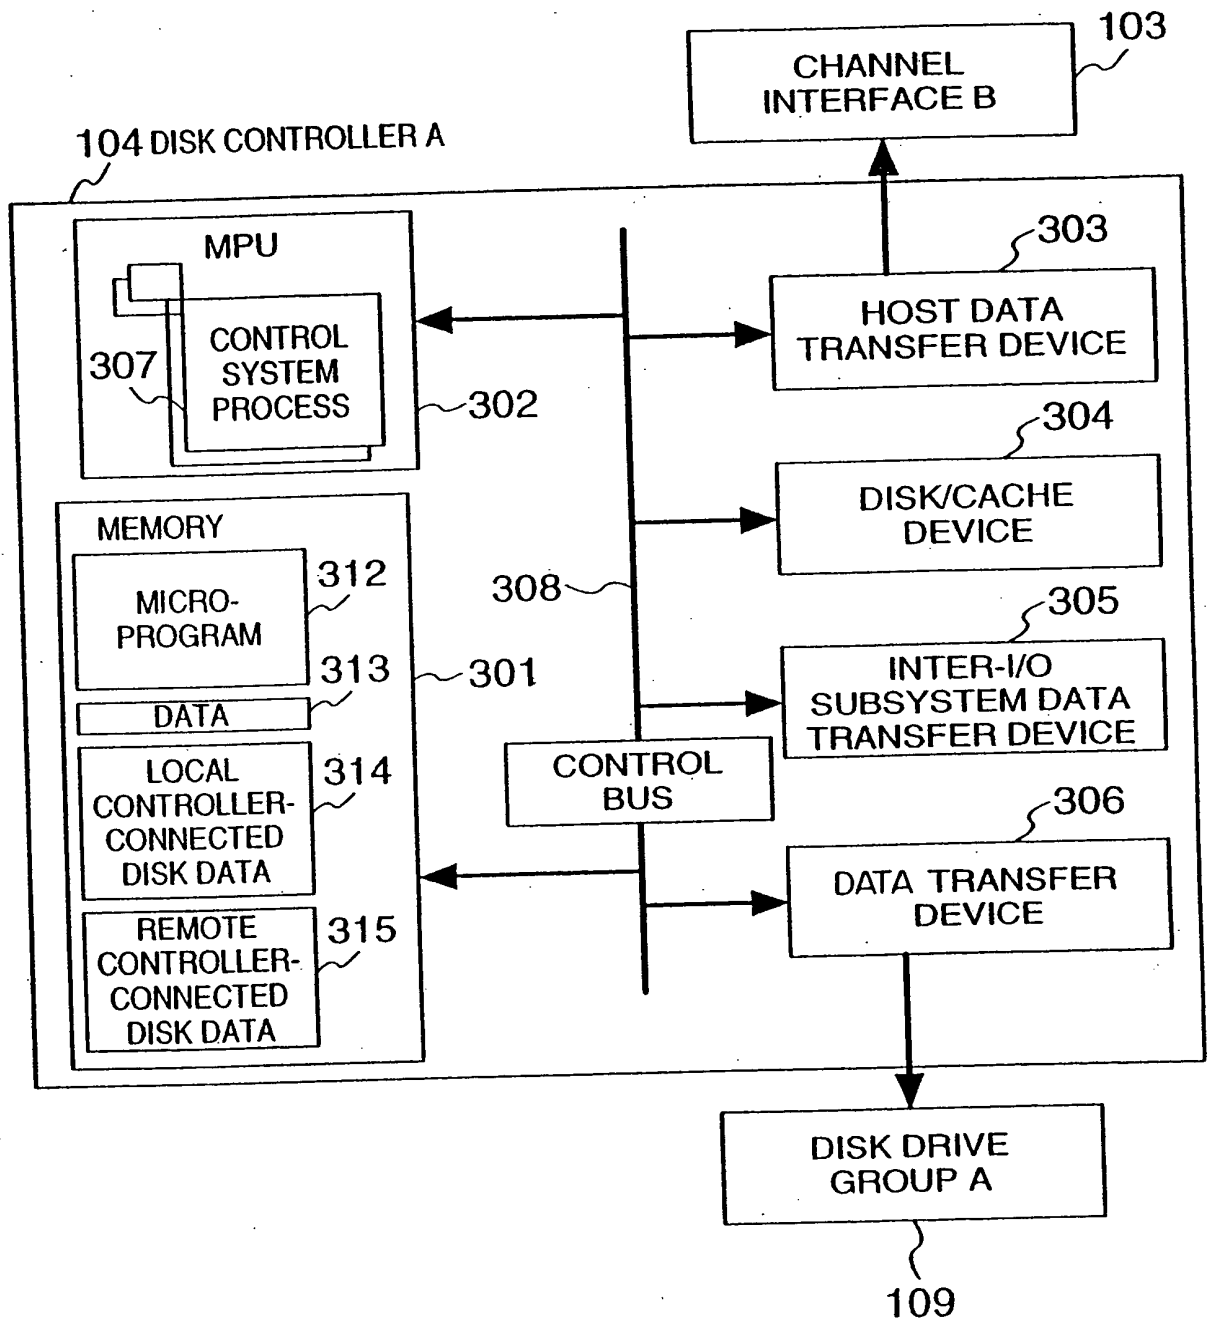 103
CHANNEL
INTERFACE B
104 DISK CONTROLLER A
MPU
307
CONTROL
SYSTEM
PROCESS
302
303
HOST DATA
TRANSFER DEVICE
304
DISK/CACHE
DEVICE
MEMORY
MICRO-
PROGRAM
312
313
DATA
301
LOCAL
CONTROLLER-
CONNECTED
DISK DATA
314
REMOTE
CONTROLLER-
CONNECTED
DISK DATA
315
308
CONTROL
BUS
305
INTER-I/O
SUBSYSTEM DATA
TRANSFER DEVICE
306
DATA TRANSFER
DEVICE
DISK DRIVE
GROUP A
109